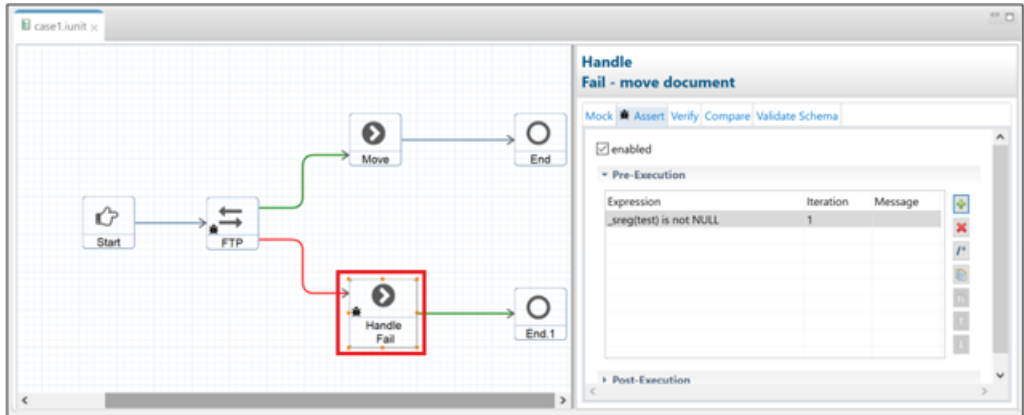 case1.iunit
Start
FTP
Move
End
Handle
Fail
End.1
Handle
Fail - move document
Mock Assert Verify Compare Validate Schema
enabled
Pre-Execution
Expression Iteration Message
_sreg(test) is not NULL 1
Post-Execution